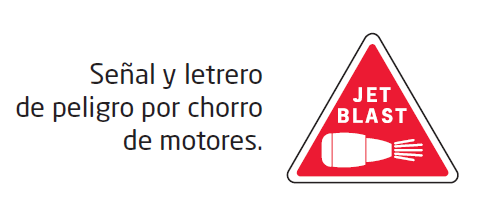 Señal y letrero
de peligro por chorro
de motores.
JET
BLAST